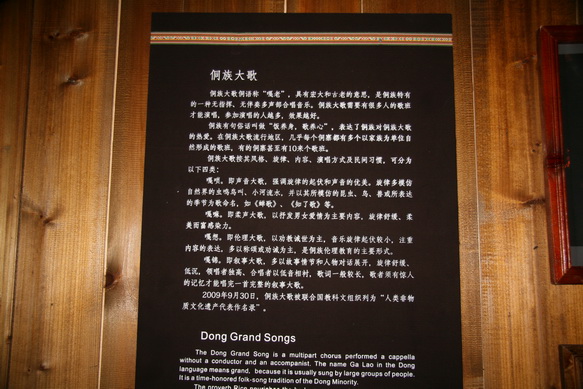 侗族大歌
侗族大歌侗语称“嘎老”，具有宏大和古老的意思，是侗族特有
的一种无指挥、无伴奏多声部合唱音乐。侗族大歌需要有很多人的歌班
才能演唱，参加演唱的人越多，效果越好。
侗族有句俗话叫做“饭养身，歌养心”，表达了侗族对侗族大歌
的热爱。在侗族大歌流行地区，几乎每个侗寨都有多个以家族为单位自
然形成的歌班，有的侗寨甚至有10来个歌班。
侗族大歌按其风格、旋律、内容、演唱方式及民间习惯，可分为
以下四类：
嘎 即声音大歌，强调旋律的起伏和声音的优美。旋律多模仿
自然界的虫鸣鸟叫、小河流水，并以其所模仿的昆虫、鸟、兽或所表达
的季节为歌命名，如《蝉歌》、《知了歌》等。
嘎嘛。即柔声大歌，以抒发男女爱情为主要内容，旋律舒缓、柔
美而富感染力。
嘎想。即伦理大歌，以劝教诫世为主，音乐旋律起伏较小，注重
内容的表达，多以称颂或劝诫为主，是侗族伦理教育的主要形式。
嘎锦。即叙事大歌，多以故事情节和人物对话展开，旋律舒缓、
低沉，领唱者独高，合唱者以低音相衬，歌词一般较长，歌者须有惊人
的记忆才能唱完一首完整的叙事大歌。
2009年9月30日，侗族大歌被联合国教科文组织列为“人类非物
质文化遗产代表作名录”。
Dong Grand Songs
The Dong Grand Song is a multipart chorus performed a cappella
without a conductor and an accompanist. The name Ga Lao in the Dong
language means grand, because it is usually sung by large groups of people.
It is a time-honored folk-song tradition of the Dong Minority.
The proverb Rice nourishes the